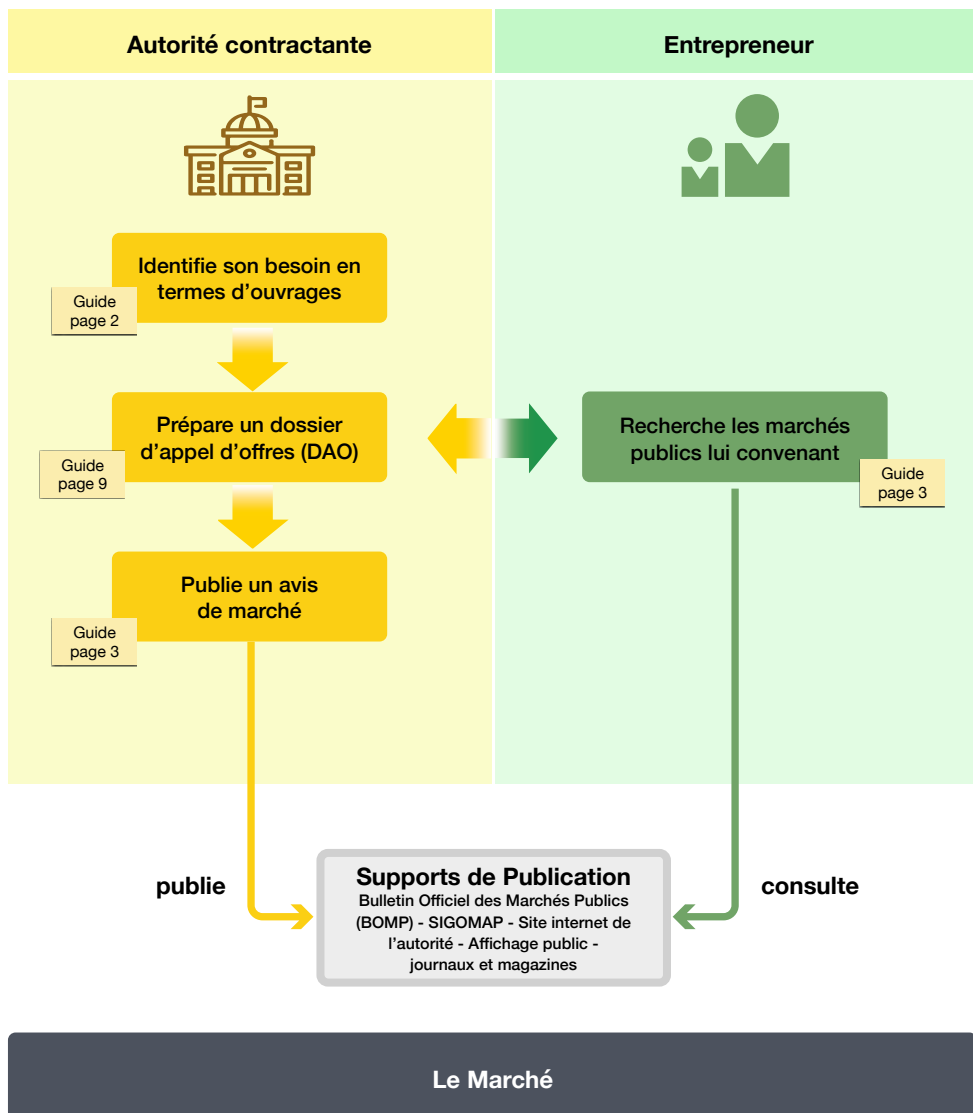 Autorité contractante
Entrepreneur
Identifie son besoin en
termes d’ouvrages
Guide
page 2
Prépare un dossier
d’appel d’offres (DAO)
Guide
page 9
Recherche les marchés
publics lui convenant
Guide
page 3
Publie un avis
de marché
Guide
page 3
publie
Supports de Publication
Bulletin Officiel des Marchés Publics
(BOMP) - SIGOMAP - Site internet de
l’autorité - Affichage public -
journaux et magazines
consulte
Le Marché